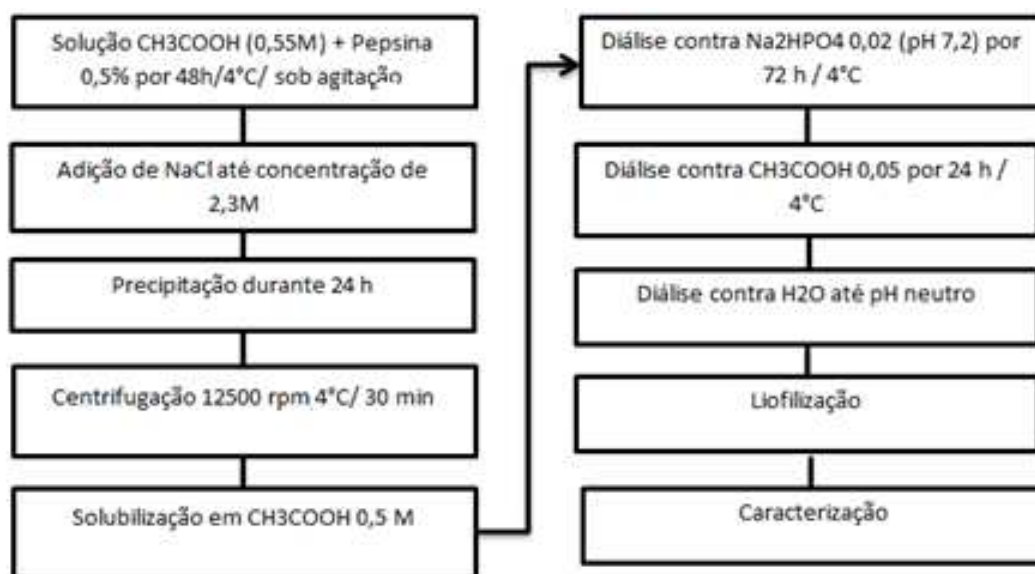 Solução CH3COOH (0,55M) + Pepsina
0,5% por 48h/4°C/ sob agitação
Adição de NaCl até concentração de
2,3M
Precipitação durante 24 h
Centrifugação 12500 rpm 4°C/ 30 min
Solubilização em CH3COOH 0,5 M
Diálise contra Na2HPO4 0,02 (pH 7,2) por
72 h / 4°C
Diálise contra CH3COOH 0,05 por 24 h /
4°C
Diálise contra H2O até pH neutro
Liofilização
Caracterização